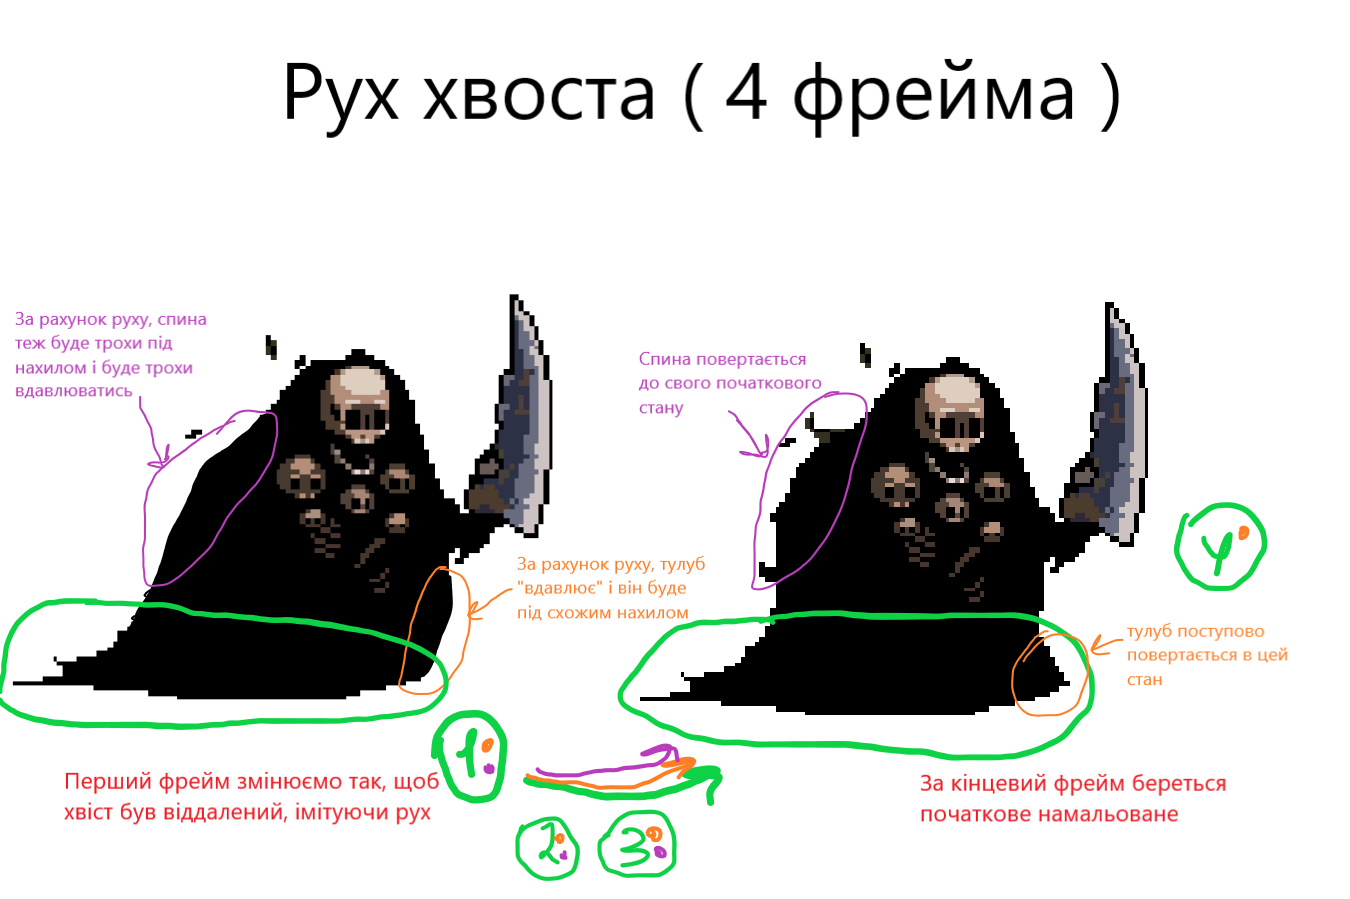 Рух хвоста ( 4 фрейма )
За рахунок руху, спина
теж буде трохи під
нахилом і буде трохи
вдавлюватись
Спина повертається
до свого початкового
стану
За рахунок руху, тулуб
"вдавлює" і він буде
під схожим нахилом
тулуб поступово
повертається в цей
стан
1
4
2
3
Перший фрейм змінюємо так, щоб
хвіст був віддалений, імітуючи рух
За кінцевий фрейм береться
початкове намальоване